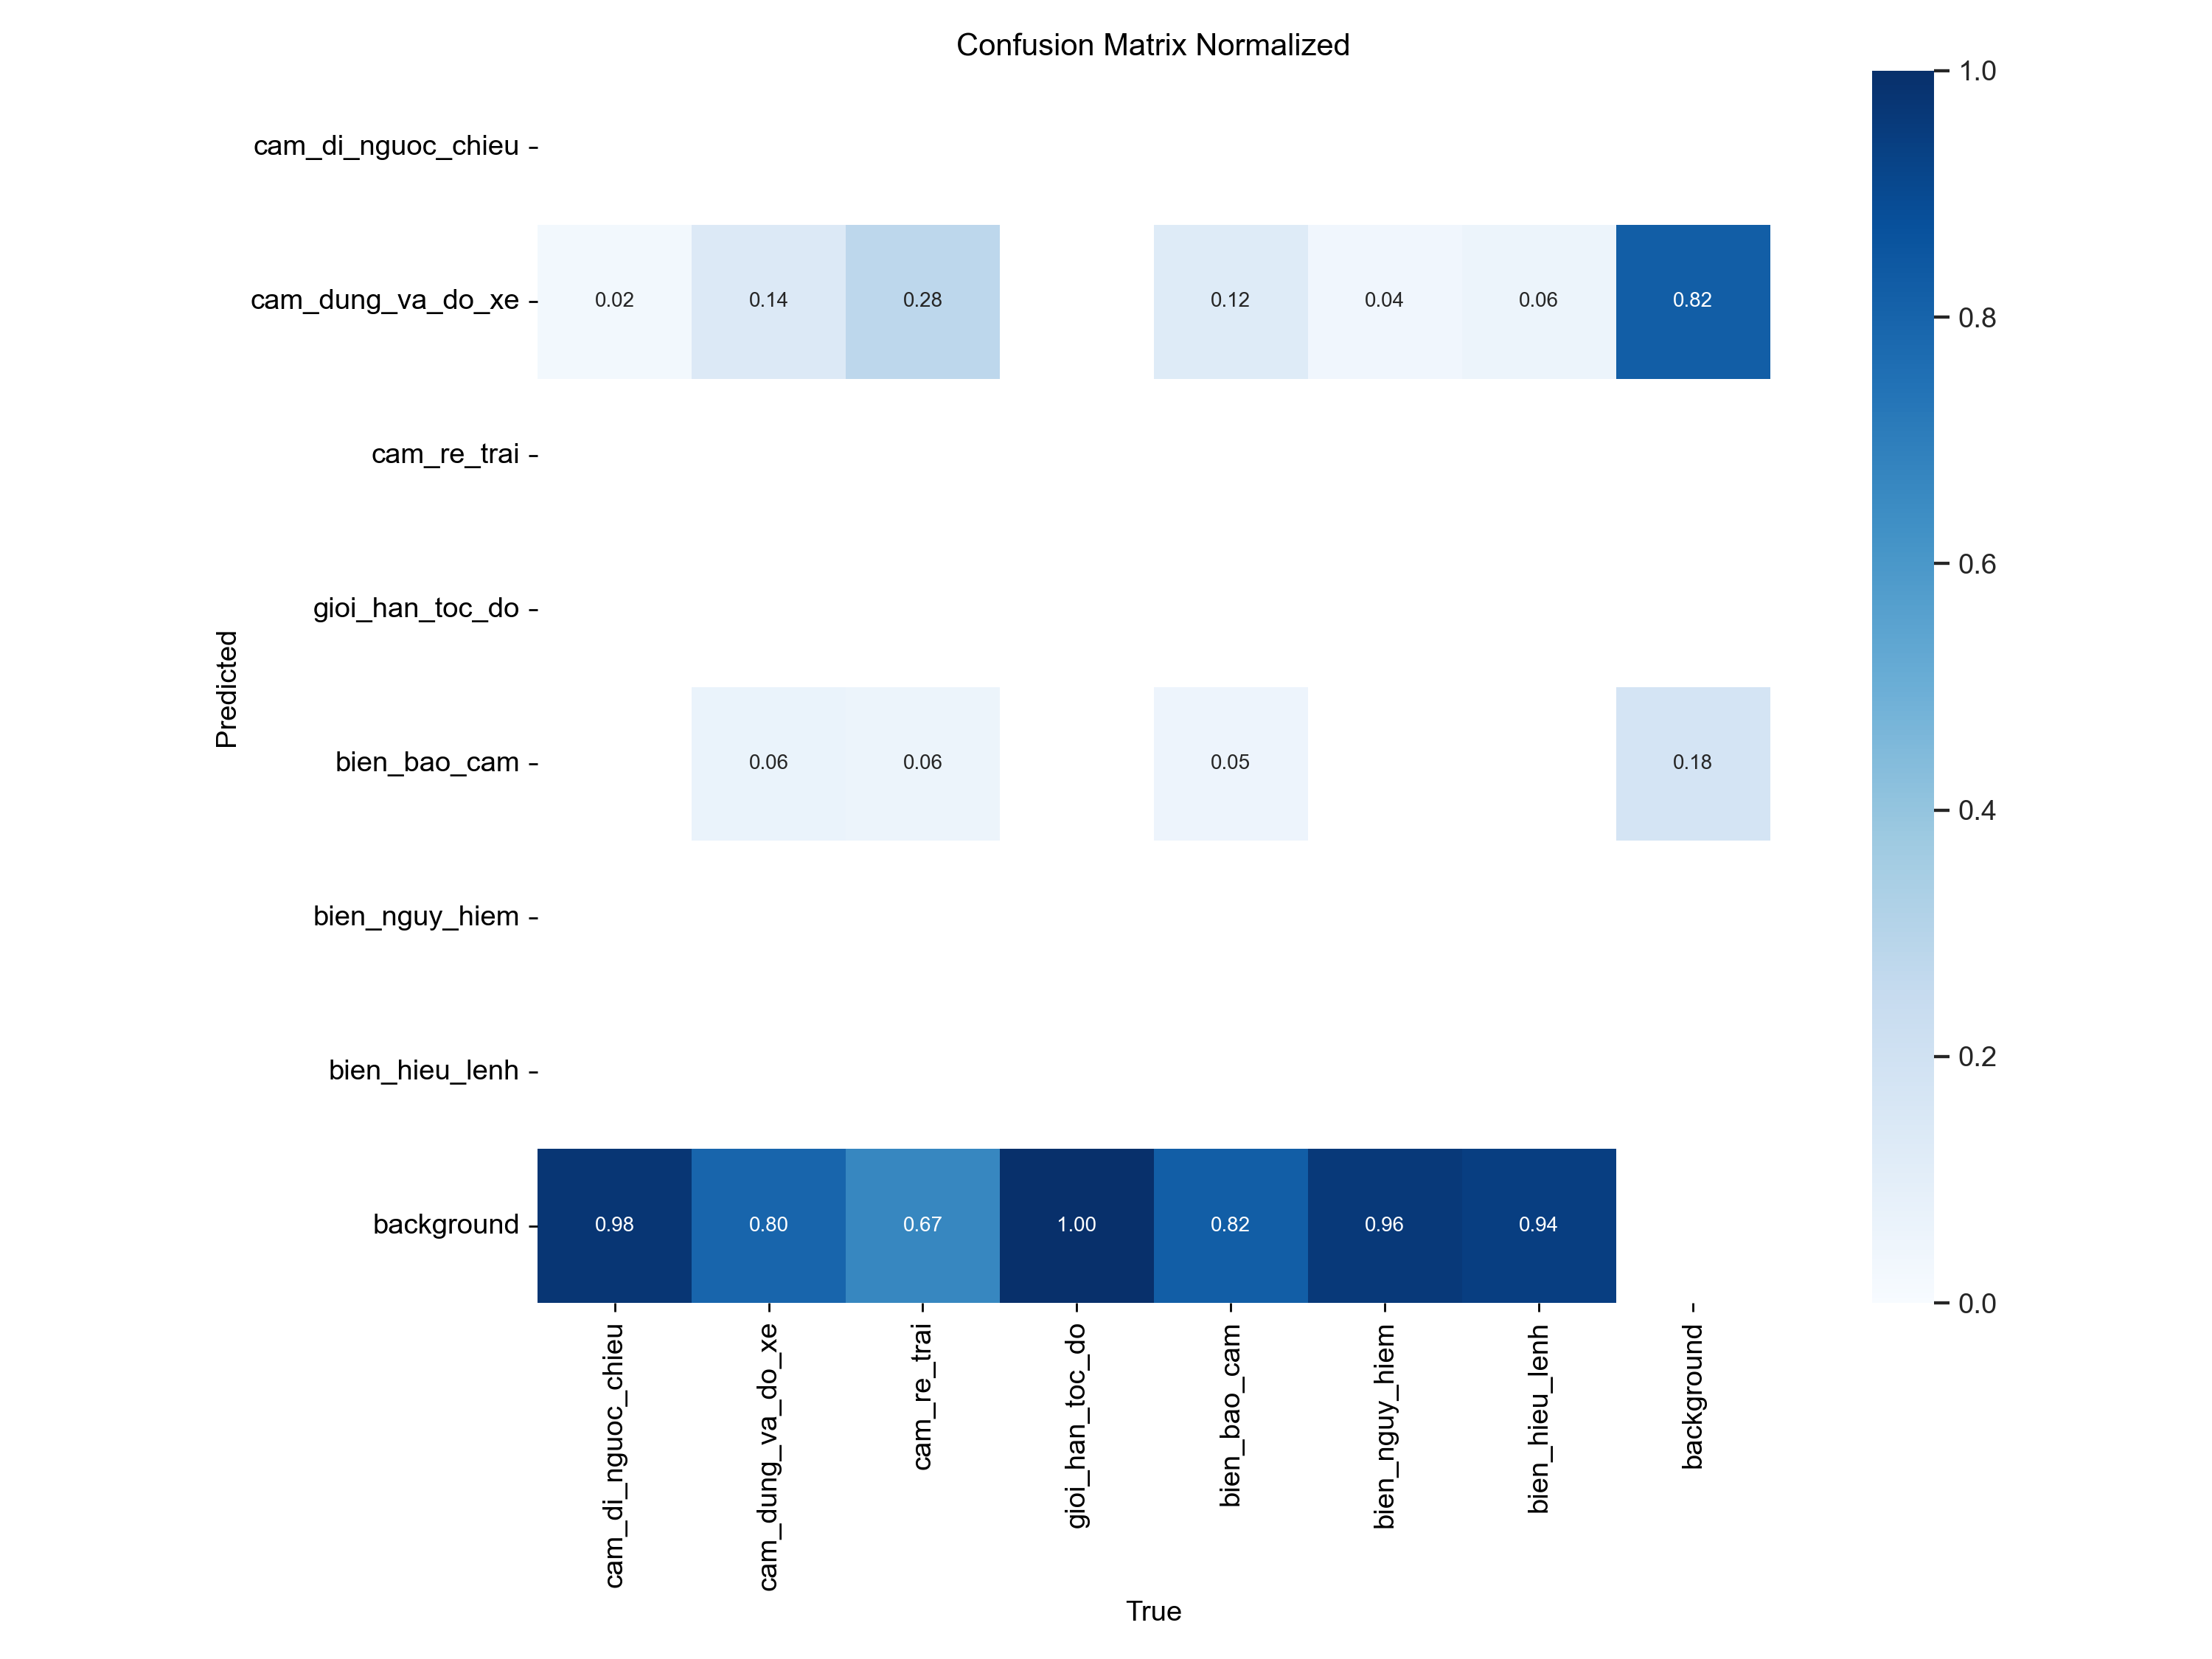 Confusion Matrix Normalized
cam_di_nguoc_chieu
cam_dung_va_do_xe
0.02 0.14 0.28 0.12 0.04 0.06 0.82
cam_re_trai
gioi_han_toc_do
bien_bao_cam
0.06 0.06 0.05 0.18
bien_nguy_hiem
bien_hieu_lenh
background
0.98 0.80 0.67 1.00 0.82 0.96 0.94
Predicted
cam_di_nguoc_chieu
cam_dung_va_do_xe
cam_re_trai
gioi_han_toc_do
bien_bao_cam
bien_nguy_hiem
bien_hieu_lenh
background
True
1.0
0.8
0.6
0.4
0.2
0.0